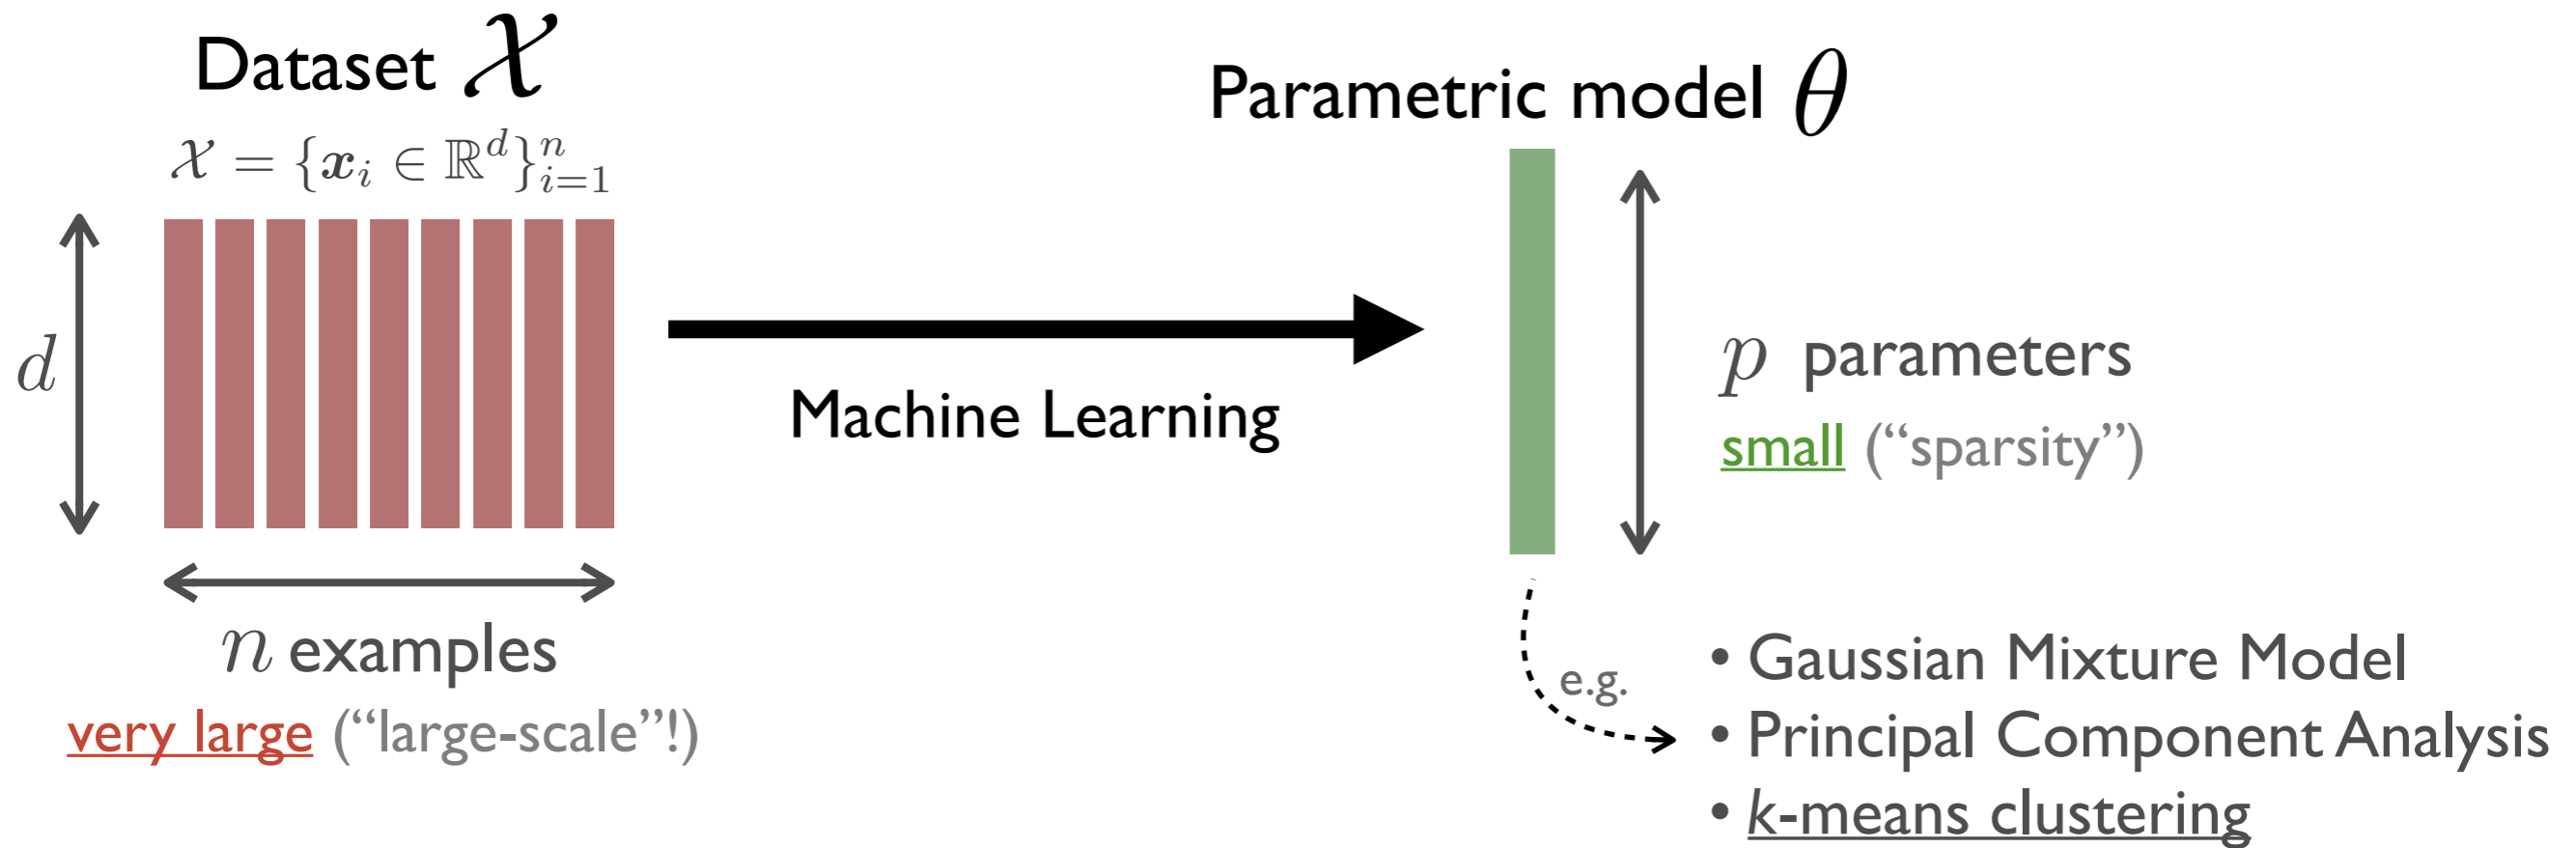 Dataset 𝒳
𝒳 = {𝒙ᵢ ∈ ℝᵈ}ⁿᵢ₌₁
d
n examples
very large (“large-scale”!)
Machine Learning
Parametric model θ
p parameters
small (“sparsity”)
e.g.
• Gaussian Mixture Model
• Principal Component Analysis
• k-means clustering